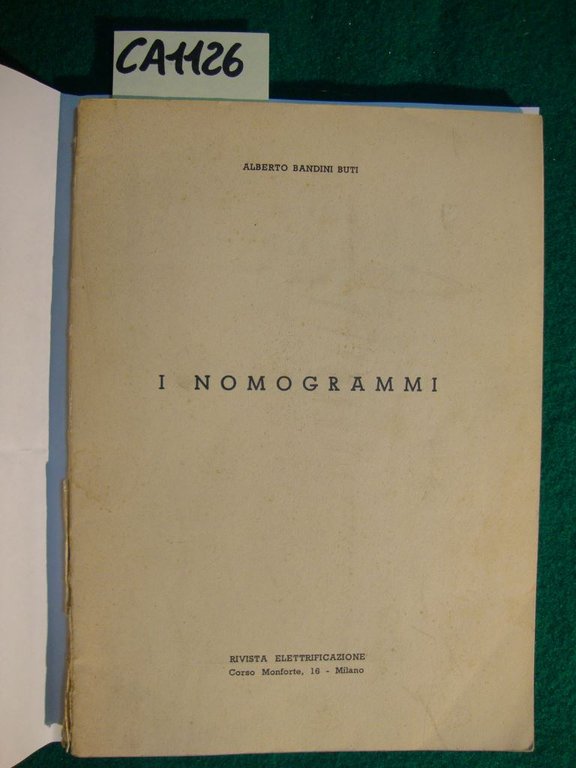 CA1126
ALBERTO BANDINI BUTI
I NOMOGRAMMI
RIVISTA ELETTRIFICAZIONE
Corso Monforte, 16 - Milano